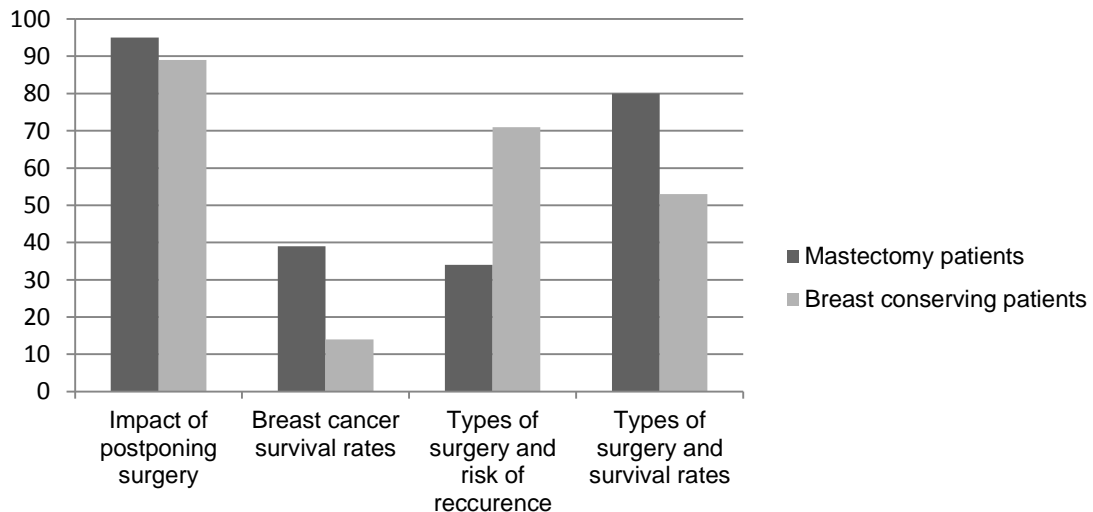 100
90
80
70
60
50
40
30
20
10
0
Impact of
postponing
surgery
Breast cancer
survival rates
Types of
surgery and
risk of
reccurence
Types of
surgery and
survival rates
Mastectomy patients
Breast conserving patients